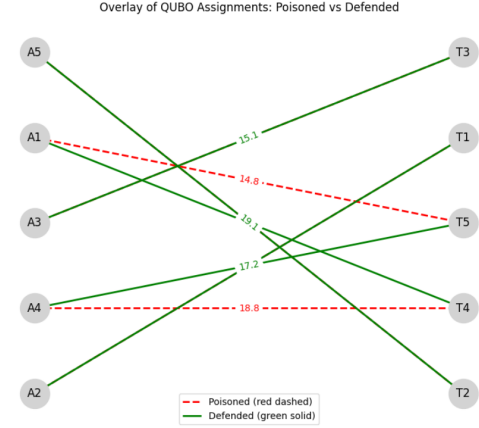 Overlay of QUBO Assignments: Poisoned vs Defended
A5
T3
A1
T1
15.1
14.8
A3
T5
19.1
17.2
A4
18.8
T4
A2
T2
Poisoned (red dashed)
Defended (green solid)